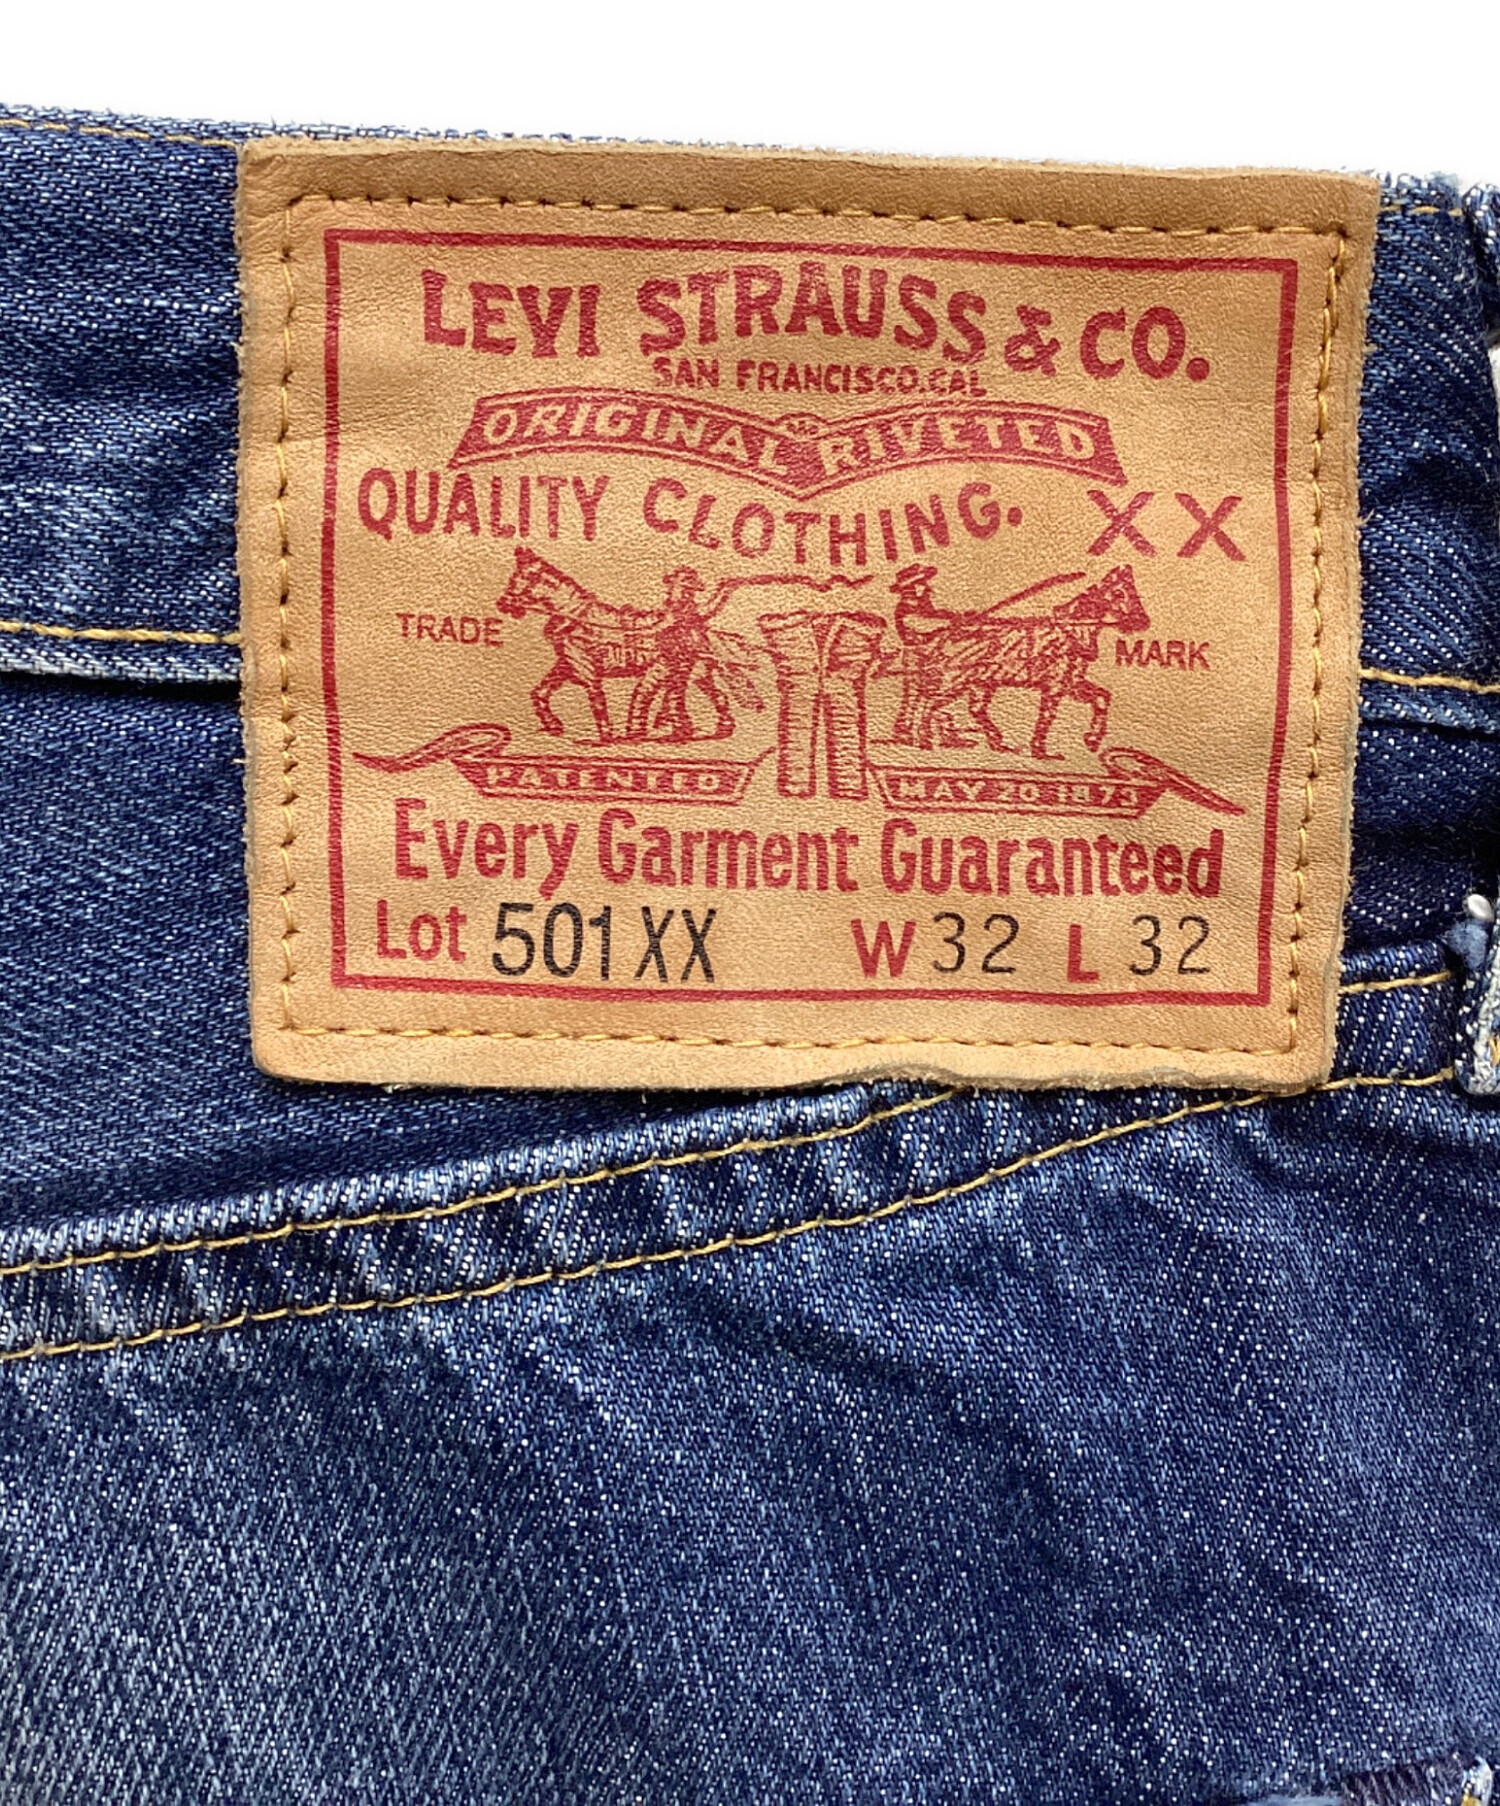 LEVI STRAUSS & CO.
SAN FRANCISCO.CAL
ORIGINAL RIVETED
QUALITY CLOTHING. XX
TRADE MARK
PATENTED MAY 20 1873
Every Garment Guaranteed
Lot 501XX W 32 L 32